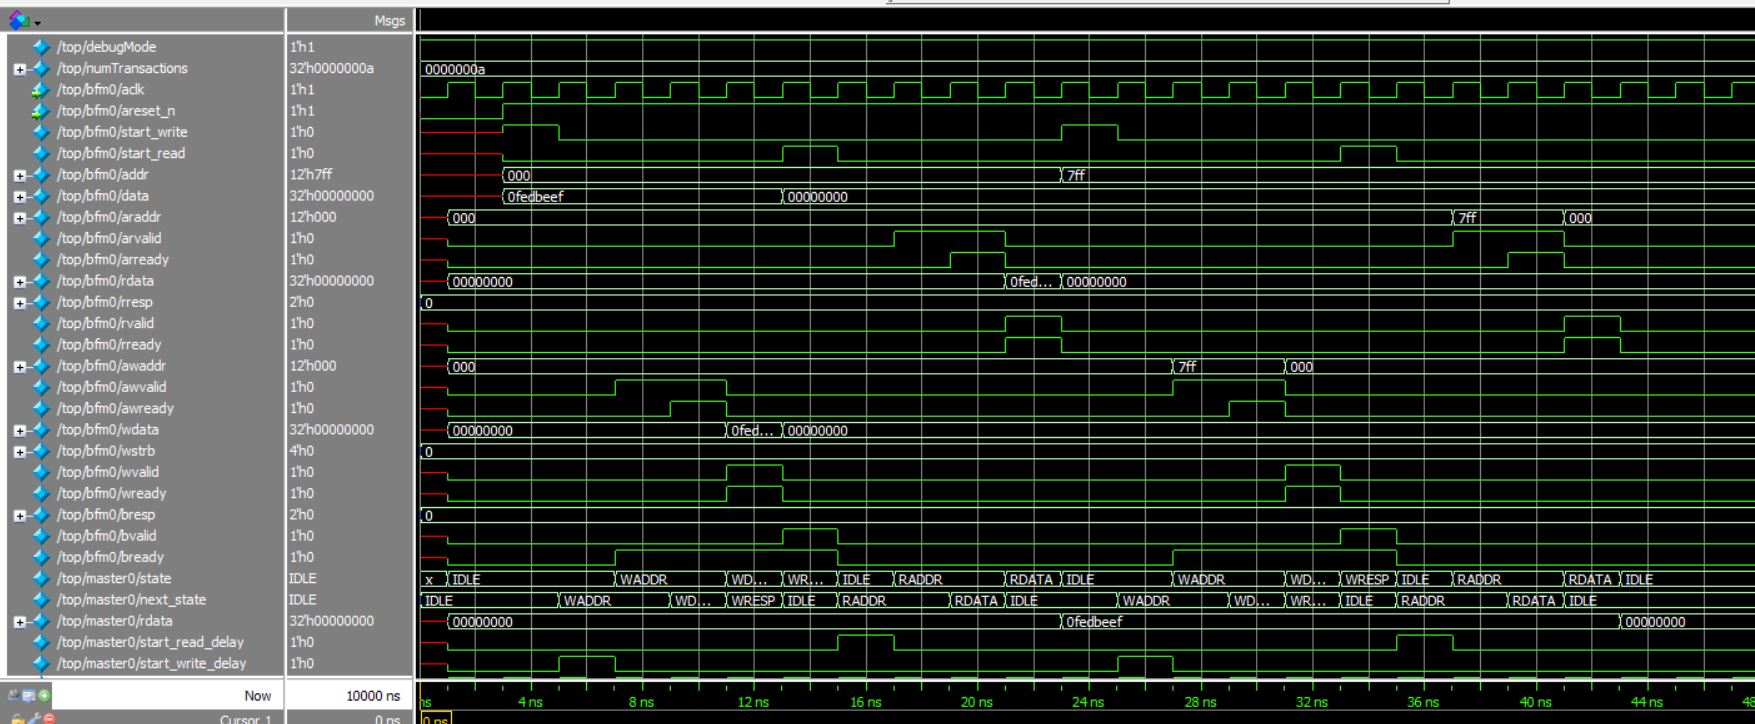 Msgs
/top/debugMode 1'h1
/top/numTransactions 32'h0000000a 0000000a
/top/bfm0/aclk 1'h1
/top/bfm0/areset_n 1'h1
/top/bfm0/start_write 1'h0
/top/bfm0/start_read 1'h0
/top/bfm0/addr 12'h7ff 000 7ff
/top/bfm0/data 32'h00000000 0fedbeef 00000000
/top/bfm0/araddr 12'h000 000 7ff 000
/top/bfm0/arvalid 1'h0
/top/bfm0/arready 1'h0
/top/bfm0/rdata 32'h00000000 00000000 0fed... 00000000
/top/bfm0/rresp 2'h0 0
/top/bfm0/rvalid 1'h0
/top/bfm0/rready 1'h0
/top/bfm0/awaddr 12'h000 000 7ff 000
/top/bfm0/awvalid 1'h0
/top/bfm0/awready 1'h0
/top/bfm0/wdata 32'h00000000 00000000 0fed... 00000000
/top/bfm0/wstrb 4'h0 0
/top/bfm0/wvalid 1'h0
/top/bfm0/wready 1'h0
/top/bfm0/bresp 2'h0 0
/top/bfm0/bvalid 1'h0
/top/bfm0/bready 1'h0
/top/master0/state IDLE x IDLE WADDR WD... WR... IDLE RADDR RDATA IDLE WADDR WD... WRESP IDLE RADDR RDATA IDLE
/top/master0/next_state IDLE IDLE WADDR WD... WRESP IDLE RADDR RDATA IDLE WADDR WD... WR... IDLE RADDR RDATA IDLE
/top/master0/rdata 32'h00000000 00000000 0fedbeef 00000000
/top/master0/start_read_delay 1'h0
/top/master0/start_write_delay 1'h0
Now 10000 ns ns 4 ns 8 ns 12 ns 16 ns 20 ns 24 ns 28 ns 32 ns 36 ns 40 ns 44 ns 48
Cursor 1 0 ns 0 ns